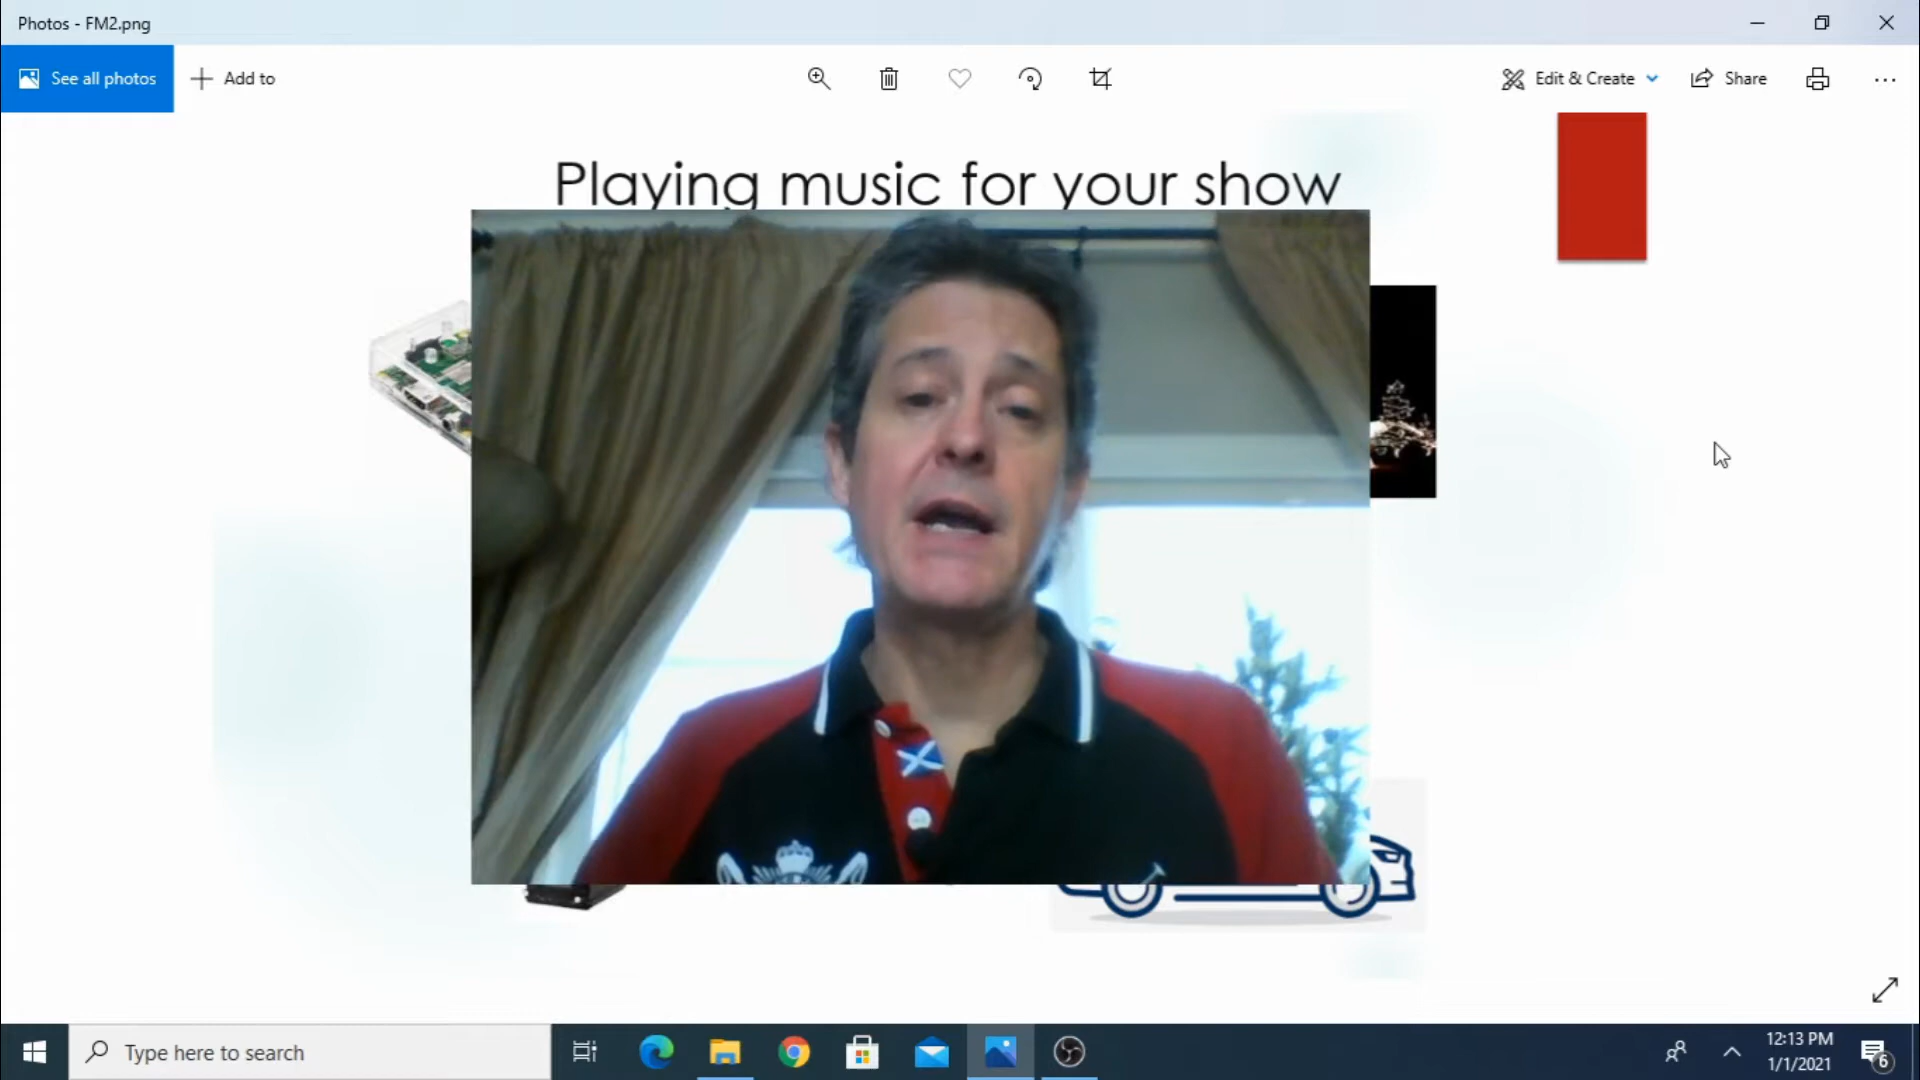 Photos - FM2.png
See all photos
Add to
Edit & Create
Share
Playing music for your show
Type here to search
12:13 PM
1/1/2021
6